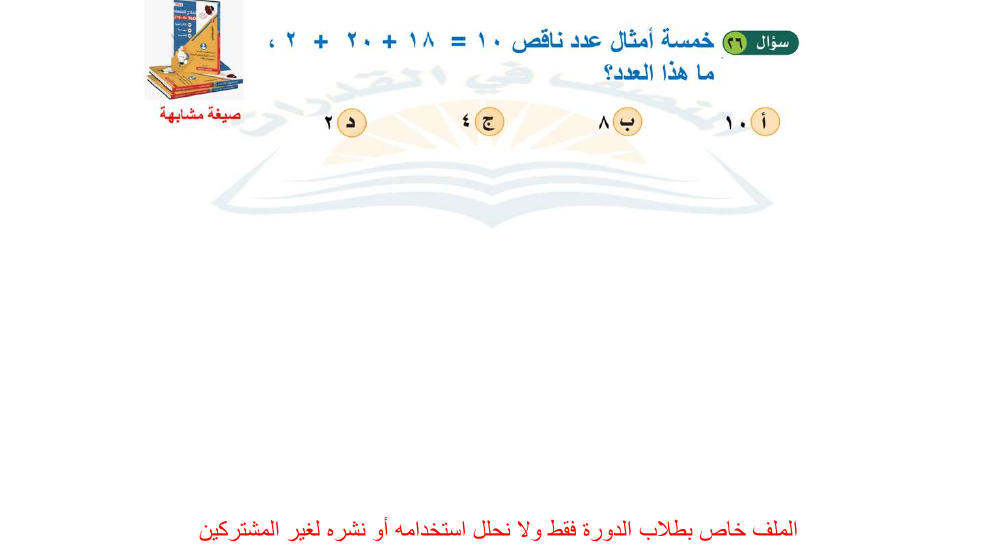 سؤال ٢٦ خمسة أمثال عدد ناقص ١٠ = ١٨ + ٢٠ + ٢ ،
ما هذا العدد؟
أ ١٠ ب ٨ ج ٤ د ٢
صيغة مشابهة
الملف خاص بطلاب الدورة فقط ولا نحلل استخدامه أو نشره لغير المشتركين